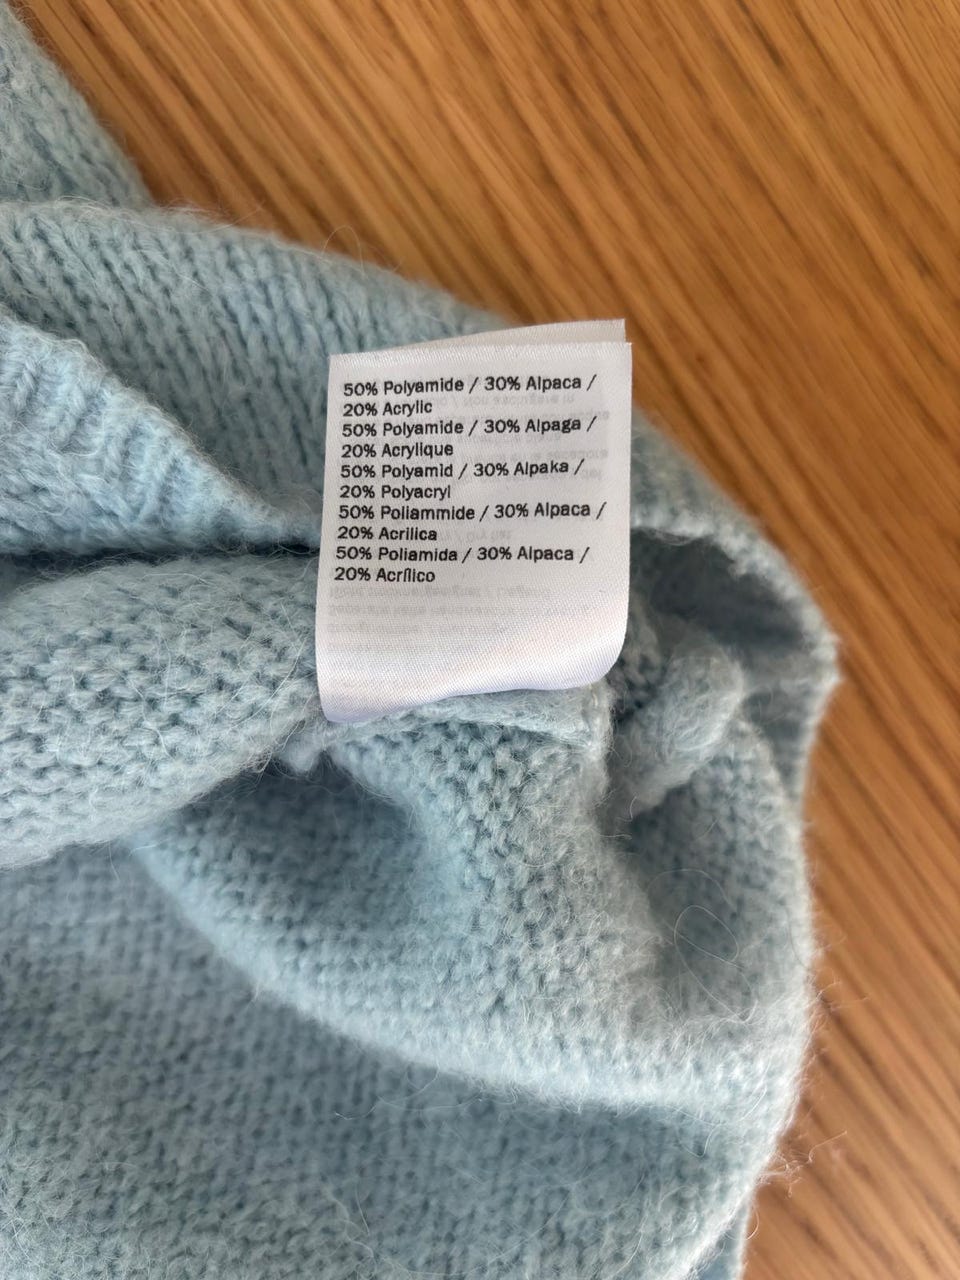 50% Polyamide / 30% Alpaca /
20% Acrylic
50% Polyamide / 30% Alpaga /
20% Acrylique
50% Polyamid / 30% Alpaka /
20% Polyacryl
50% Poliammide / 30% Alpaca /
20% Acrilica
50% Poliamida / 30% Alpaca /
20% Acrílico